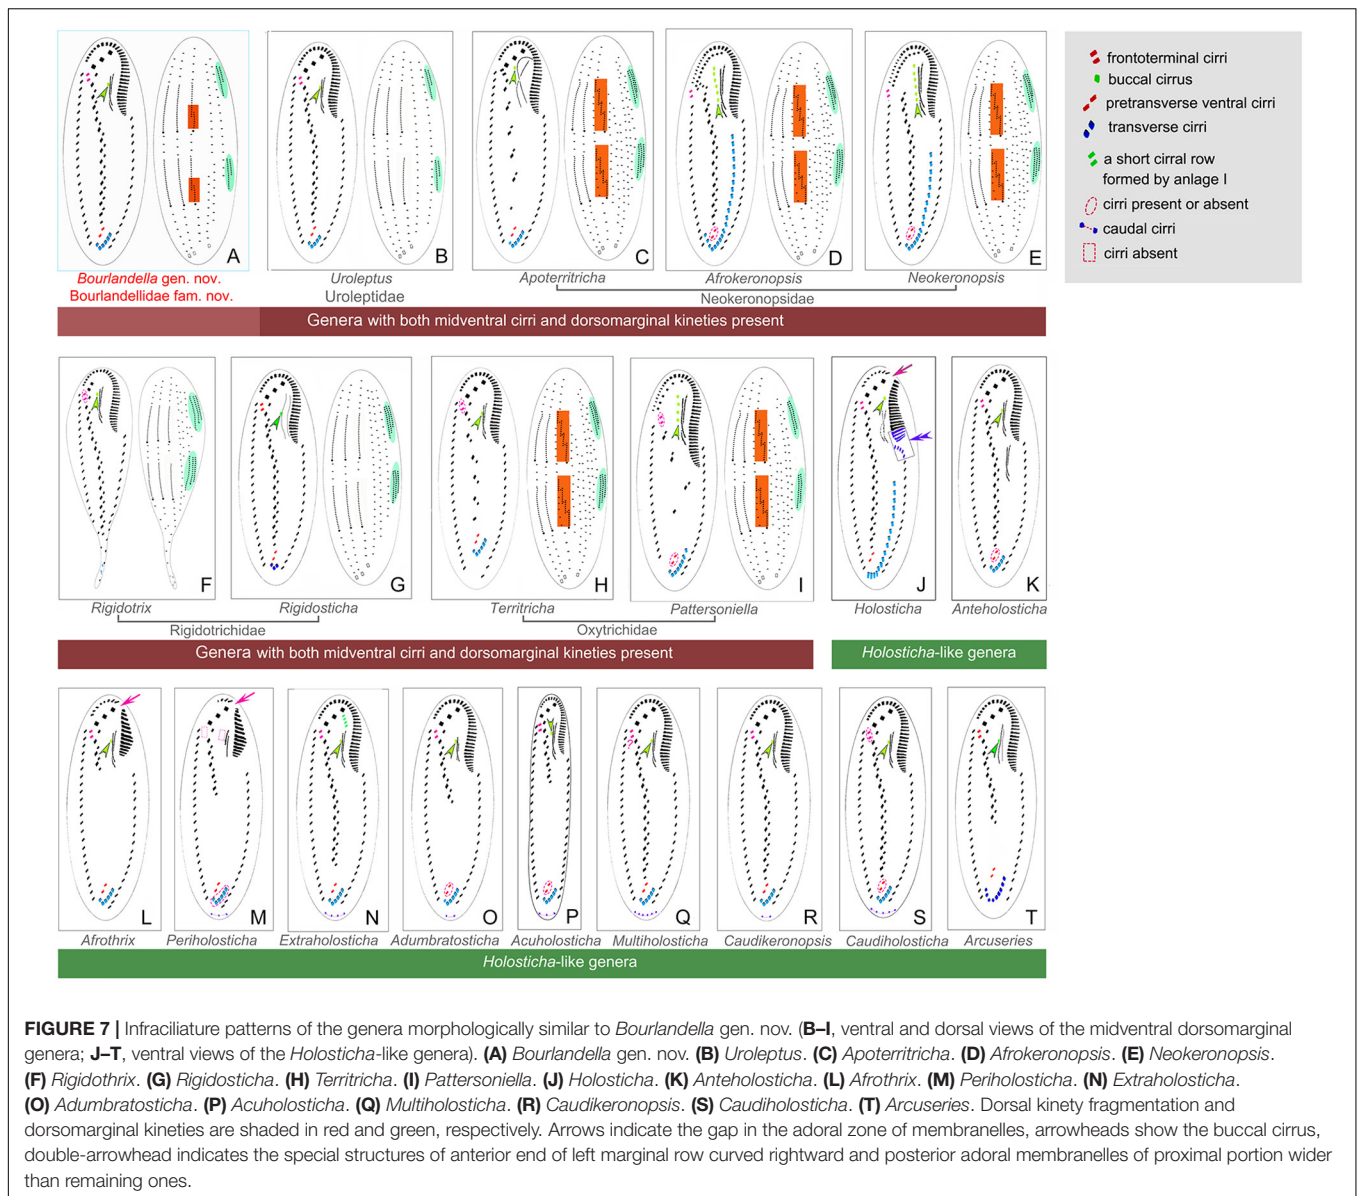 A
B
C
D
E
Bourlandella gen. nov.
Bourlandellidae fam. nov.
Uroleptus
Uroleptidae
Apoterritricha
Afrokeronopsis
Neokeronopsis
Neokeronopsidae
Genera with both midventral cirri and dorsomarginal kineties present
frontoterminal cirri
buccal cirrus
pretransverse ventral cirri
transverse cirri
a short cirral row
formed by anlage I
cirri present or absent
caudal cirri
cirri absent
F
G
H
I
J
K
Rigidotrix
Rigidosticha
Territricha
Pattersoniella
Holosticha
Anteholosticha
Rigidotrichidae
Oxytrichidae
Genera with both midventral cirri and dorsomarginal kineties present
Holosticha-like genera
L
M
N
O
P
Q
R
S
T
Afrothrix
Periholosticha
Extraholosticha
Adumbratosticha
Acuholosticha
Multiholosticha
Caudikeronopsis
Caudiholosticha
Arcuseries
Holosticha-like genera
FIGURE 7 | Infraciliature patterns of the genera morphologically similar to Bourlandella gen. nov. (B–I, ventral and dorsal views of the midventral dorsomarginal
genera; J–T, ventral views of the Holosticha-like genera). (A) Bourlandella gen. nov. (B) Uroleptus. (C) Apoterritricha. (D) Afrokeronopsis. (E) Neokeronopsis.
(F) Rigidothrix. (G) Rigidosticha. (H) Territricha. (I) Pattersoniella. (J) Holosticha. (K) Anteholosticha. (L) Afrothrix. (M) Periholosticha. (N) Extraholosticha.
(O) Adumbratosticha. (P) Acuholosticha. (Q) Multiholosticha. (R) Caudikeronopsis. (S) Caudiholosticha. (T) Arcuseries. Dorsal kinety fragmentation and
dorsomarginal kineties are shaded in red and green, respectively. Arrows indicate the gap in the adoral zone of membranelles, arrowheads show the buccal cirrus,
double-arrowhead indicates the special structures of anterior end of left marginal row curved rightward and posterior adoral membranelles of proximal portion wider
than remaining ones.